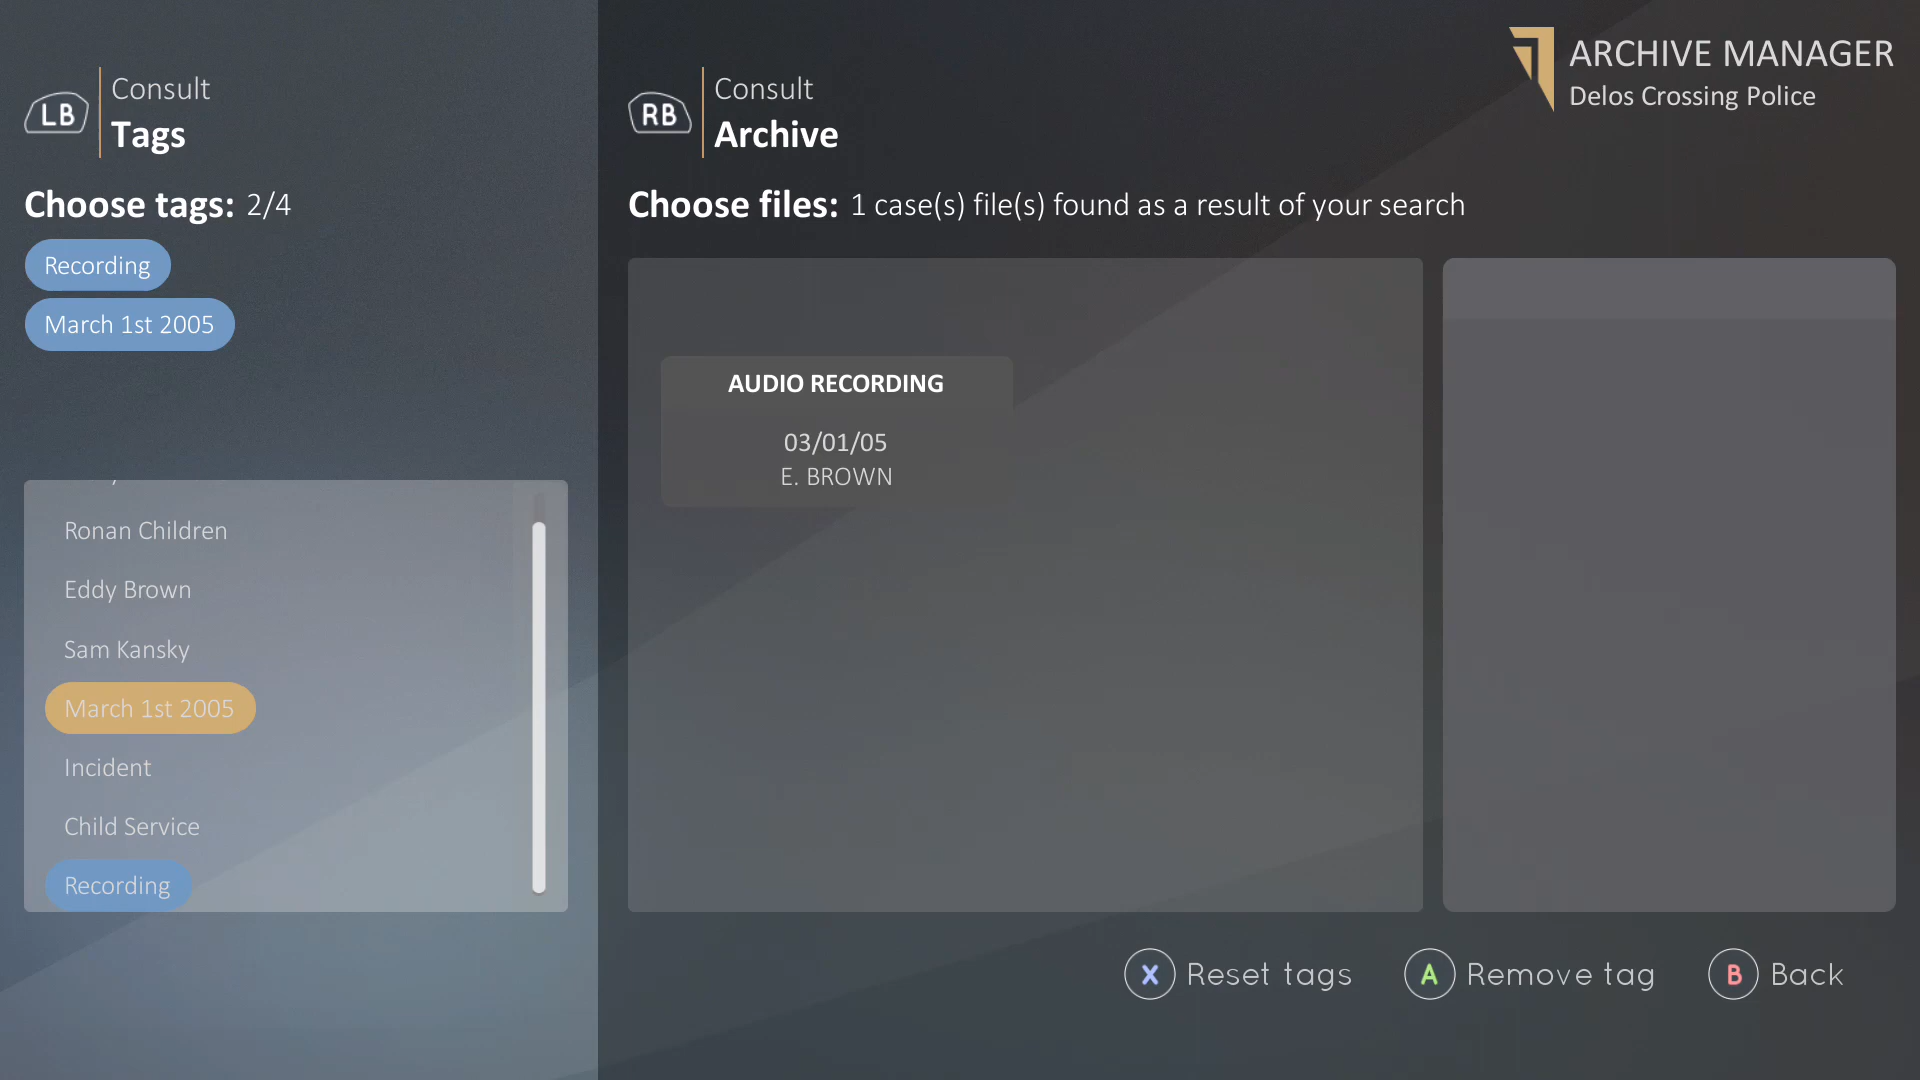 LB
Consult
Tags
Choose tags: 2/4
Recording
March 1st 2005
Ronan Children
Eddy Brown
Sam Kansky
March 1st 2005
Incident
Child Service
Recording
RB
Consult
Archive
ARCHIVE MANAGER
Delos Crossing Police
Choose files: 1 case(s) file(s) found as a result of your search
AUDIO RECORDING
03/01/05
E. BROWN
X Reset tags
A Remove tag
B Back